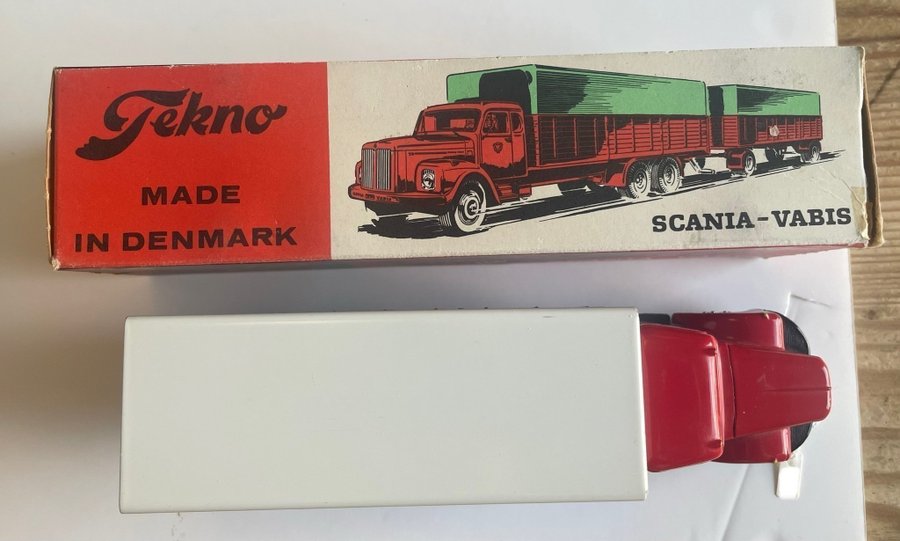 Tekno
MADE
IN DENMARK
SCANIA-VABIS